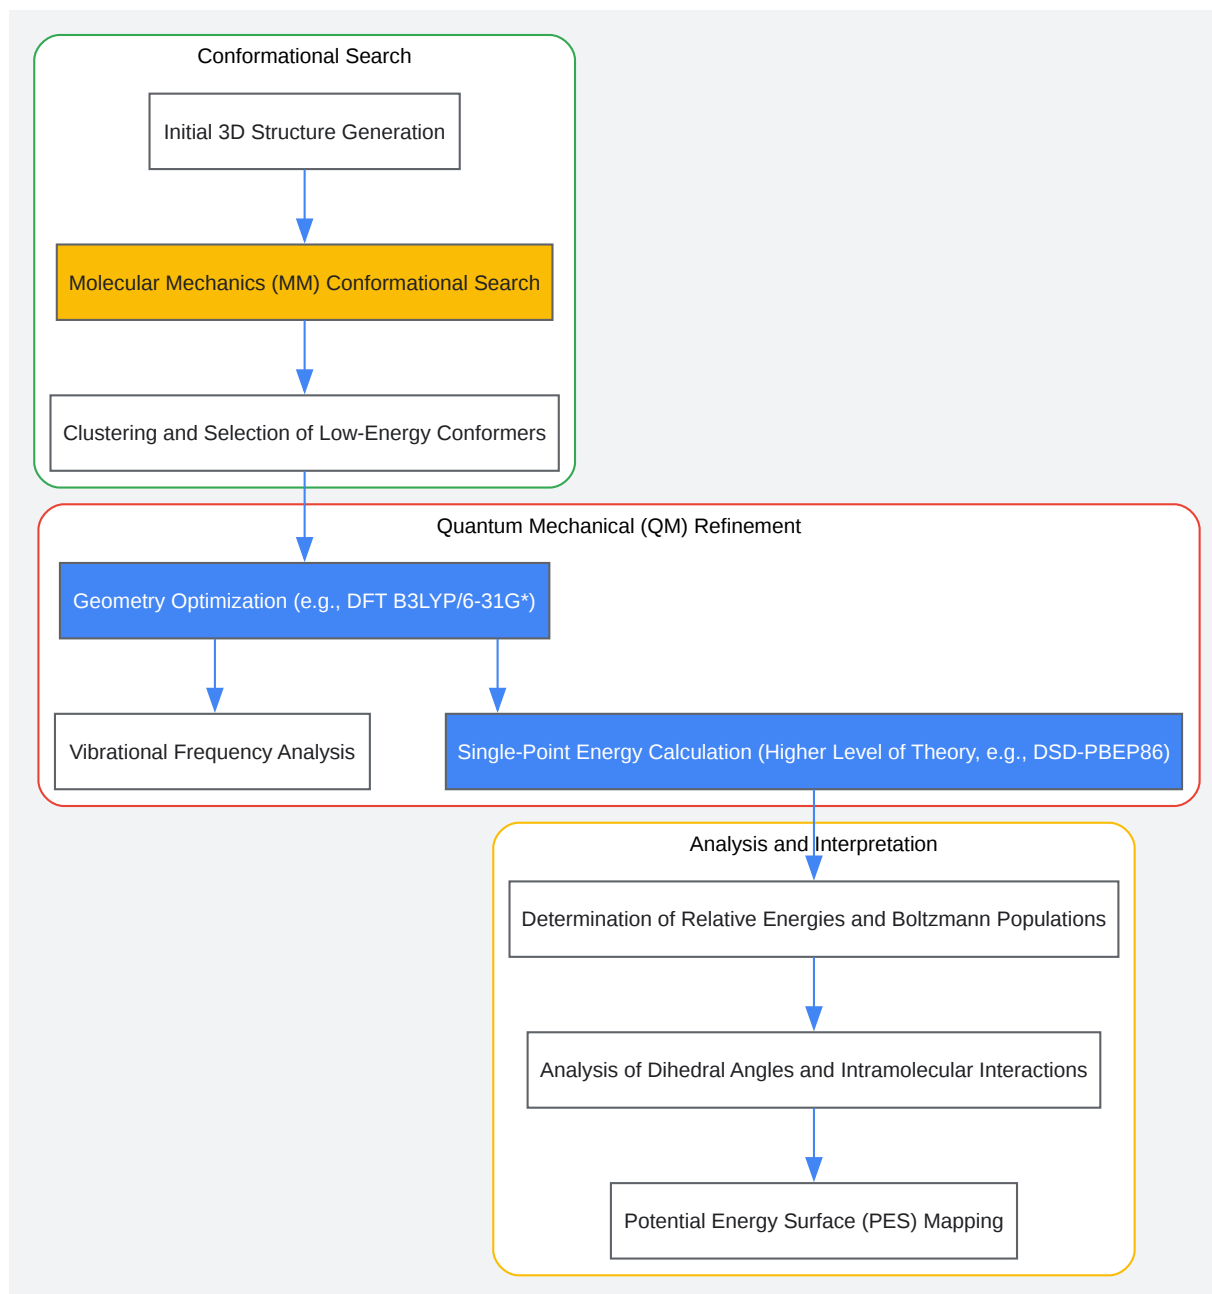 Conformational Search
Initial 3D Structure Generation
Molecular Mechanics (MM) Conformational Search
Clustering and Selection of Low-Energy Conformers
Quantum Mechanical (QM) Refinement
Geometry Optimization (e.g., DFT B3LYP/6-31G*)
Vibrational Frequency Analysis
Single-Point Energy Calculation (Higher Level of Theory, e.g., DSD-PBEP86)
Analysis and Interpretation
Determination of Relative Energies and Boltzmann Populations
Analysis of Dihedral Angles and Intramolecular Interactions
Potential Energy Surface (PES) Mapping